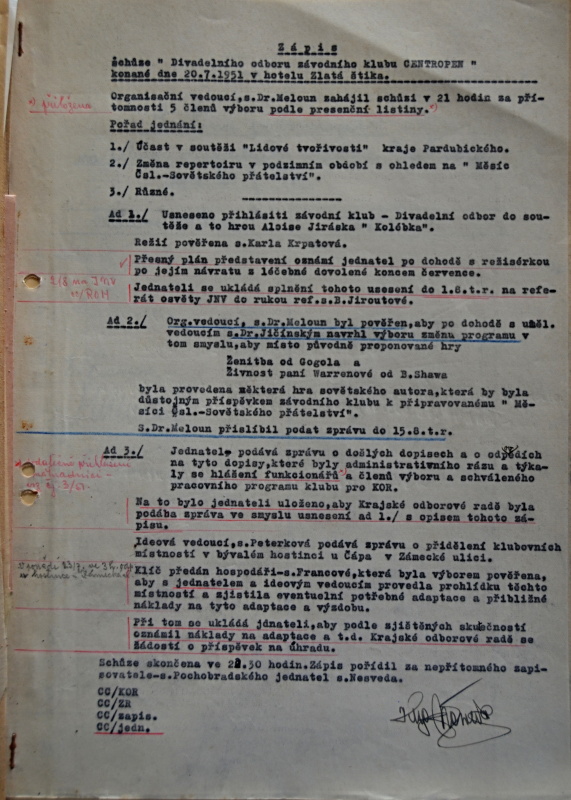 Zápis
schůze " Divadelního odboru závodního klubu CENTROPEN "
konané dne 20.7.1951 v hotelu Zlatá štika.
Organisační vedoucí,s.Dr.Meloun zahájil schůzi v 21 hodin za pří-
tomnosti 5 členů výboru podle presenční listiny.
přiložena
Pořad jednání:
1./ Účast v soutěži "Lidové tvořivosti" kraje Pardubického.
2./ Změna repertoiru v podzimním období s ohledem na " Měsíc
Čsl.-Sovětského přátelství".
3./ Různé.
Ad 1./ Usneseno přihlásiti závodní klub - Divadelní odbor do sou-
těže a to hrou Aloise Jiráska " Kolébka".
Režií pověřena s.Karla Krpatová.
Přesný plán představení oznámí jednatel po dohodě s režisérkou
po jejím návratu z léčebné dovolené koncem července.
Jednateli se ukládá splnění tohoto usesení do 1.8.t.r. na refe-
rát osvěty JNV do rukou ref.s.B.Jiroutové.
Ad 2./ Org.vedoucí, s.Dr.Meloun byl pověřen,aby po dohodě s uměl.
vedoucím s.Dr.Jičínským navrhl výboru změnu programu v
tom smyslu,aby místo původně proponované hry
Ženitba od Gogola a
Živnost paní Warrenové od B.Shawa
byla provedena některá hra sovětského autora,která by byla
důstojným příspěvkem závodního klubu k připravovanému " Mě-
síci Čsl.-Sovětského přátelství".
S.Dr.Meloun přislíbil podat zprávu do 15.8.t.r.
Ad 3./ Jednatel podává zprávu o došlých dopisech a o
na tyto dopisy,které byly administrativního rázu a týka-
ly se hlášení funkcionářů a členů výboru a schváleného
pracovního programu klubu pro KOR.
Na to bylo jednateli uloženo,aby Krajské odborové radě byla
podába zpráva ve smyslu usnesení ad 1./ s opisem tohoto zá-
pisu.
Ideová vedoucí,s.Peterková podává zprávu o přidělení klubovních
místností v bývalém hostinci u Čápa v Zámecké ulici.
Klíč předán hospodáři-s.Francové,která byla výborem pověřena,
aby s jednatelem a ideovým vedoucím provedla prohlídku těchto
místností a zjistila eventuelní potřebné adaptace a přibližné
náklady na tyto adaptace a výzdobu.
Při tom se ukládá jdnateli,aby podle zjištěných skučností
oznámil náklady na adaptace a t.d. Krajské odborové radě se
žádostí o příspěvek na úhradu.
Schůze skončena ve 22.30 hodin.Zápis pořídil za nepřítomného zapi-
sovatele-s.Pochobradského jednatel s.Nesveda.
CC/KOR
CC/ZR
CC/zapis.
CC/jedn.